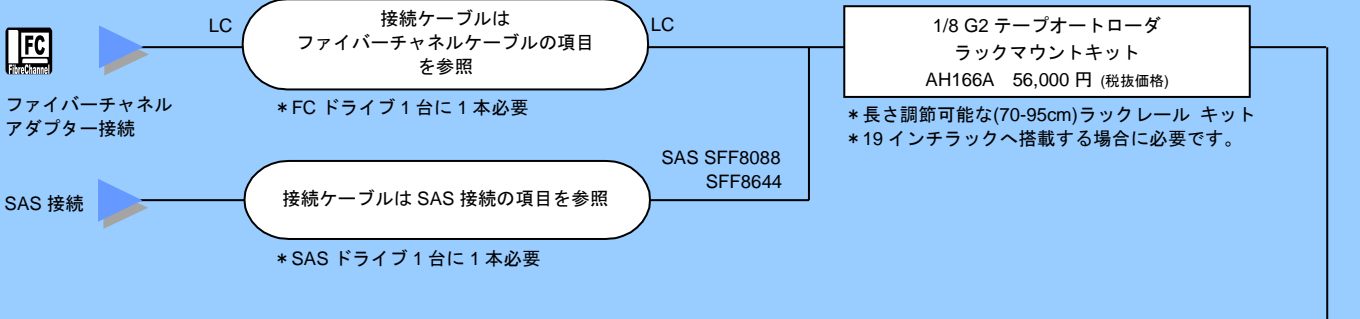 FC
FibreChannel
ファイバーチャネル
アダプター接続
LC
接続ケーブルは
ファイバーチャネルケーブルの項目
を参照
LC
*FC ドライブ 1 台に 1 本必要
1/8 G2 テープオートローダ
ラックマウントキット
AH166A 56,000 円 (税抜価格)
*長さ調節可能な(70-95cm)ラックレール キット
*19 インチラックへ搭載する場合に必要です。
SAS 接続
接続ケーブルは SAS 接続の項目を参照
SAS SFF8088
SFF8644
*SAS ドライブ 1 台に 1 本必要